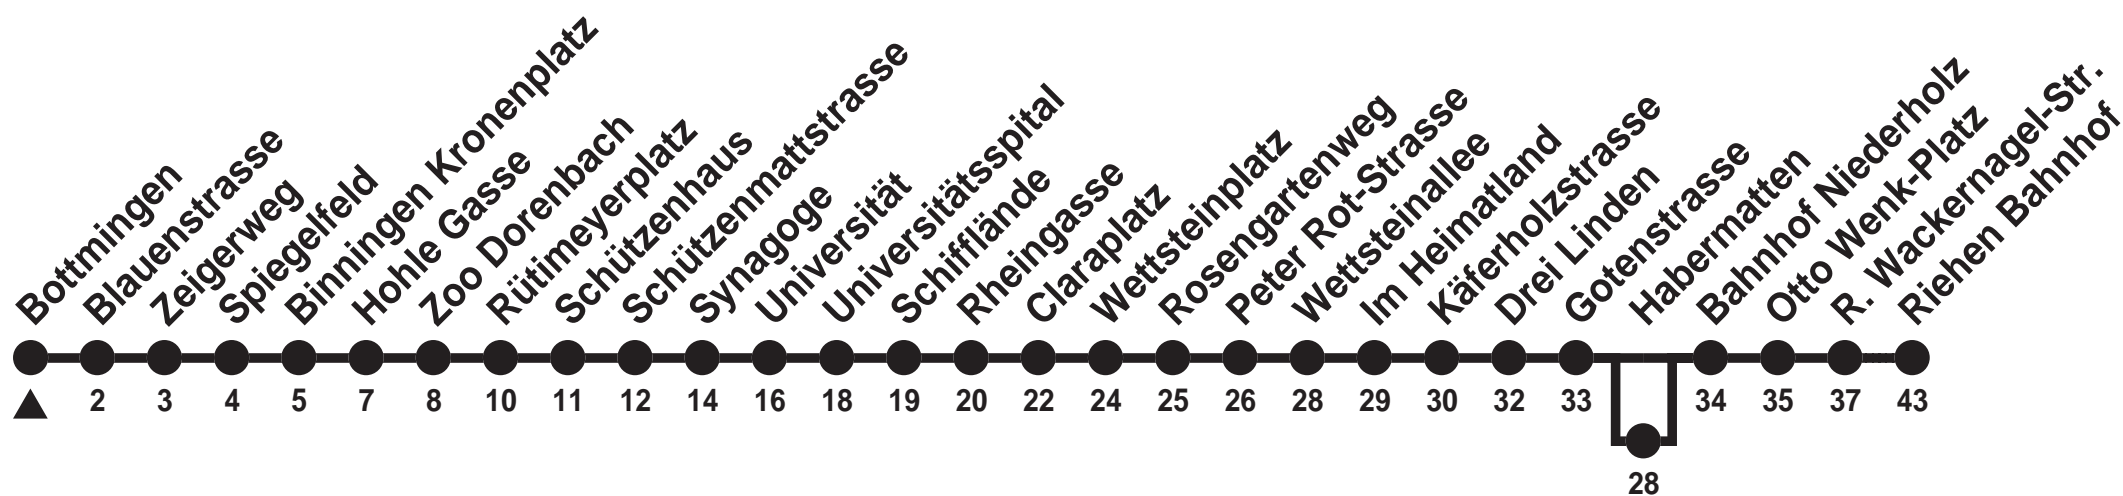 Bottmingen
Blauenstrasse
Zeigerweg
Spiegelfeld
Binningen Kronenplatz
Hohle Gasse
Zoo Dorenbach
Rütimeyerplatz
Schützenhaus
Schützenmattstrasse
Synagoge
Universität
Universitätsspital
Schifflände
Rheingasse
Claraplatz
Wettsteinplatz
Rosengartenweg
Peter Rot-Strasse
Wettsteinallee
Im Heimatland
Käferholzstrasse
Drei Linden
Gotenstrasse
Habermatten
Bahnhof Niederholz
Otto Wenk-Platz
R. Wackernagel-Str.
Riehen Bahnhof
2 3 4 5 7 8 10 11 12 14 16 18 19 20 22 24 25 26 28 29 30 32 33 34 35 37 43
28